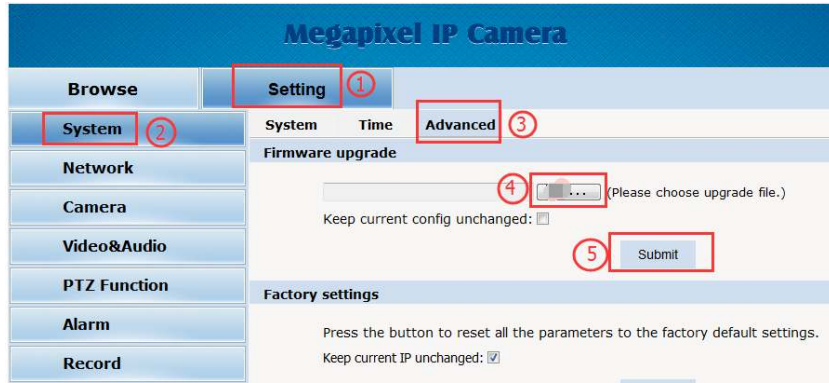 Megapixel IP Camera
Browse Setting 1
System 2 System Time Advanced 3
Firmware upgrade
Network
4 ... (Please choose upgrade file.)
Camera
Keep current config unchanged:
Video&Audio
5 Submit
PTZ Function
Factory settings
Alarm
Press the button to reset all the parameters to the factory default settings.
Record
Keep current IP unchanged: